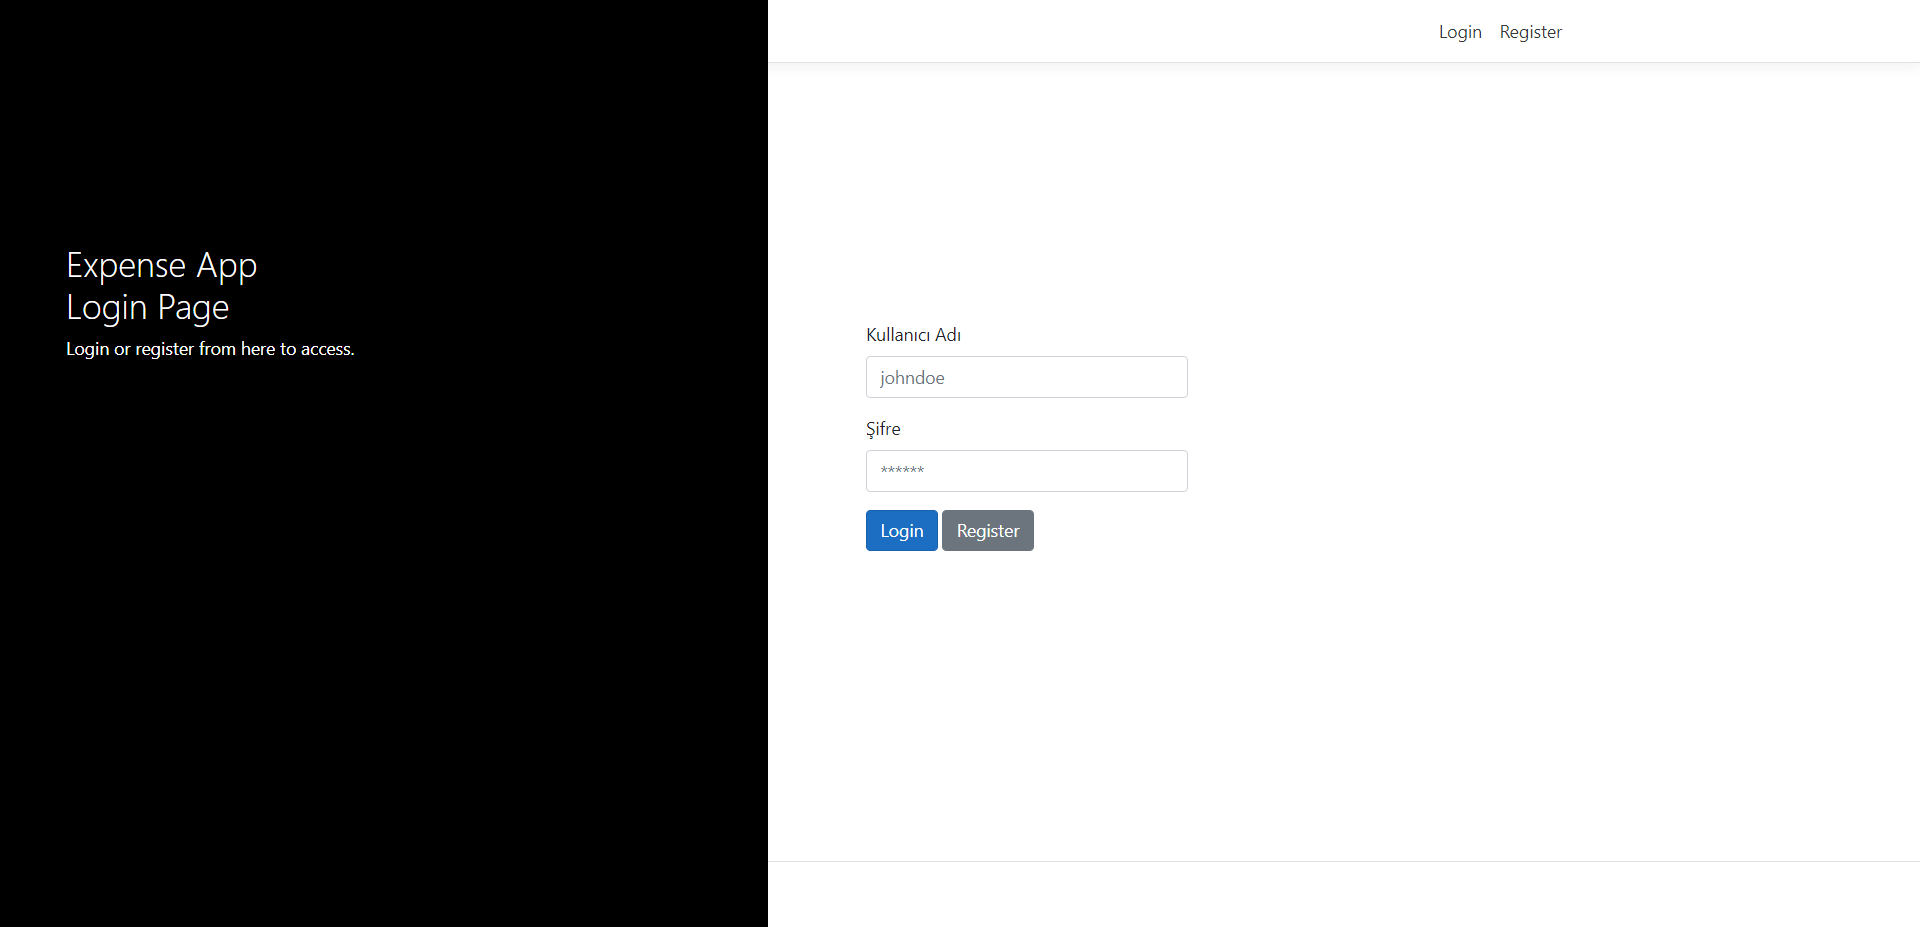 Login Register
Expense App
Login Page
Login or register from here to access.
Kullanıcı Adı
johndoe
Şifre
******
Login Register